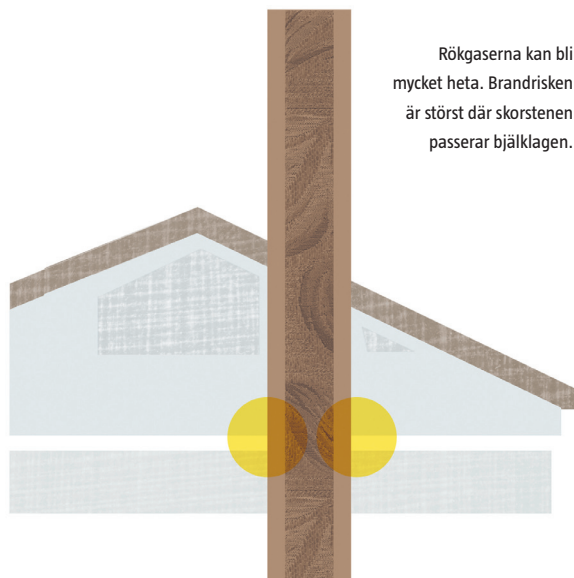 Rökgaserna kan bli
mycket heta. Brandrisken
är störst där skorstenen
passerar bjälklagen.